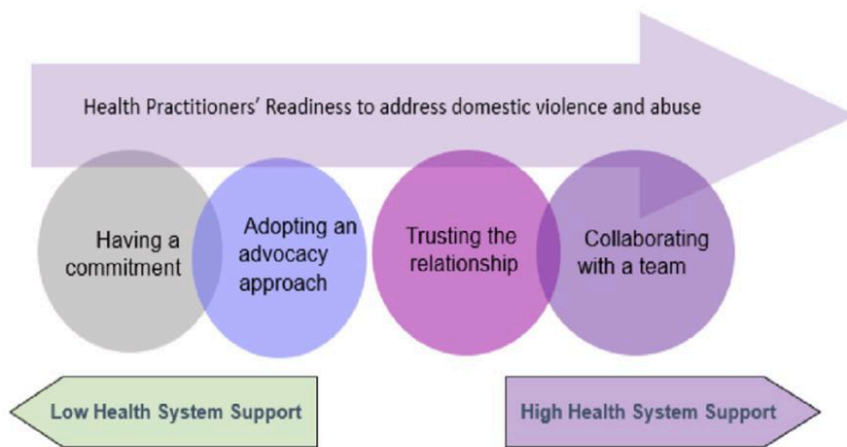 Health Practitioners' Readiness to address domestic violence and abuse
Having a
commitment
Adopting an
advocacy
approach
Trusting the
relationship
Collaborating
with a team
Low Health System Support
High Health System Support